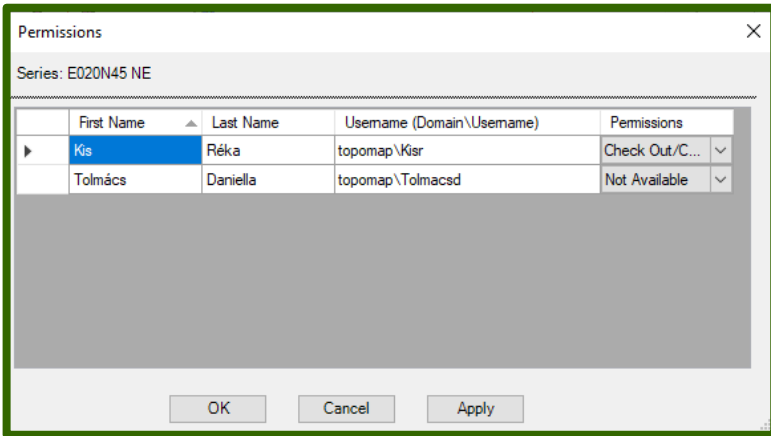 Permissions
Series: E020N45 NE
First Name Last Name Username (Domain\Username) Permissions
Kis Réka topomap\Kisr Check Out/C...
Tolmács Daniella topomap\Tolmacsd Not Available
OK Cancel Apply